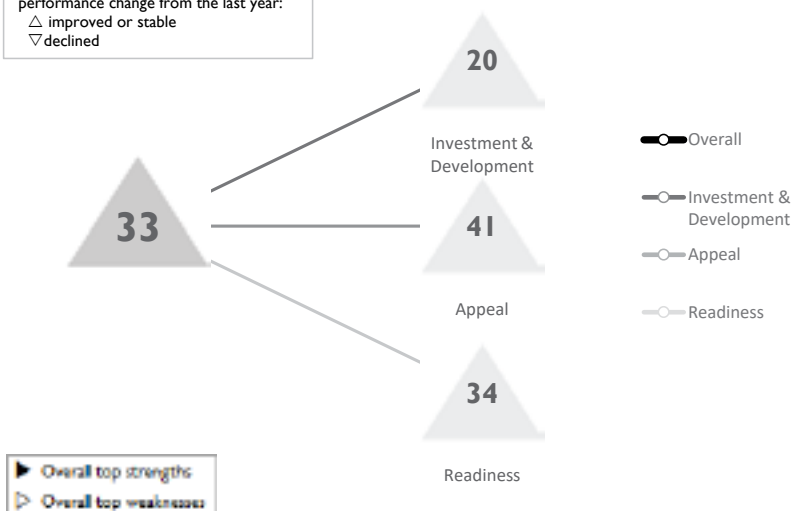 performance change from the last year:
△ improved or stable
▽ declined
20
Investment &
Development
33
41
Appeal
34
Readiness
Overall
Investment &
Development
Appeal
Readiness
▶ Overall top strengths
▷ Overall top weaknesses